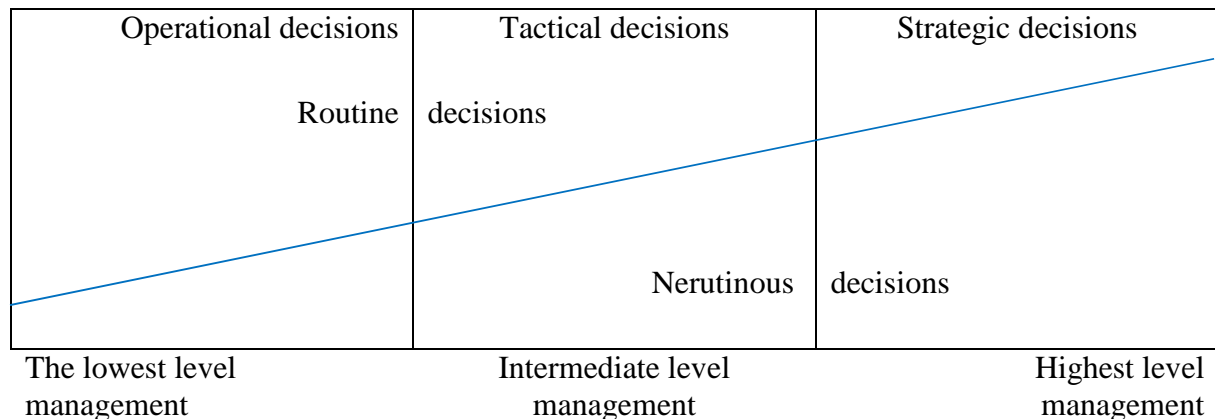 Operational decisions Tactical decisions Strategic decisions
Routine decisions
Nerutinous decisions
The lowest level Intermediate level Highest level
management management management